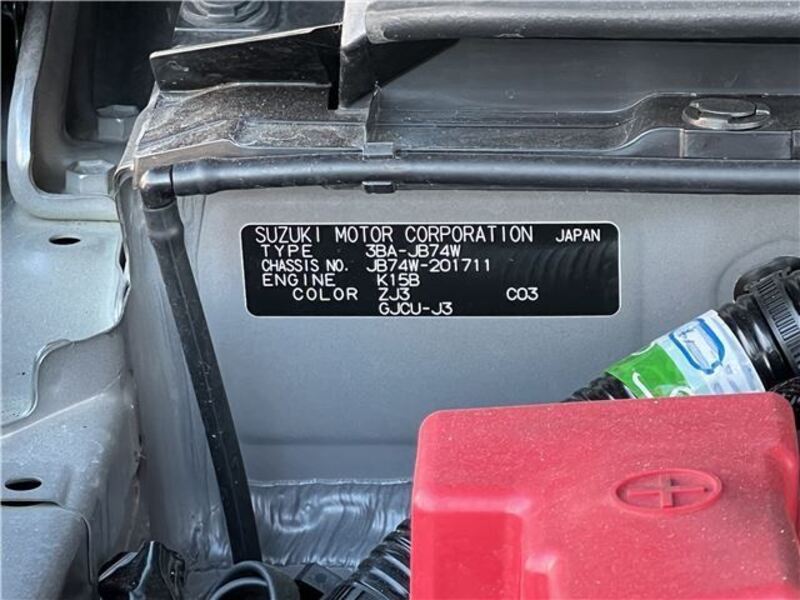 SUZUKI MOTOR CORPORATION JAPAN
TYPE 3BA-JB74W
CHASSIS NO. JB74W-201711
ENGINE K15B
COLOR ZJ3 C03
GJCU-J3